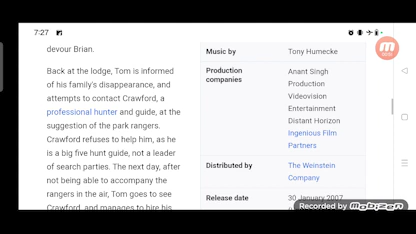 7:27
devour Brian.
Back at the lodge, Tom is informed
of his family's disappearance, and
attempts to contact Crawford, a
professional hunter and guide, at the
suggestion of the park rangers.
Crawford refuses to help him, as he
is a big five hunt guide, not a leader
of search parties. The next day, after
not being able to accompany the
rangers in the air, Tom goes to see
Crawford, and manages to hire his
Music by Tony Humecke
Production Anant Singh
companies Production
Videovision
Entertainment
Distant Horizon
Ingenious Film
Partners
Distributed by The Weinstein
Company
Release date 30 January 2007
Recorded by
mobizen